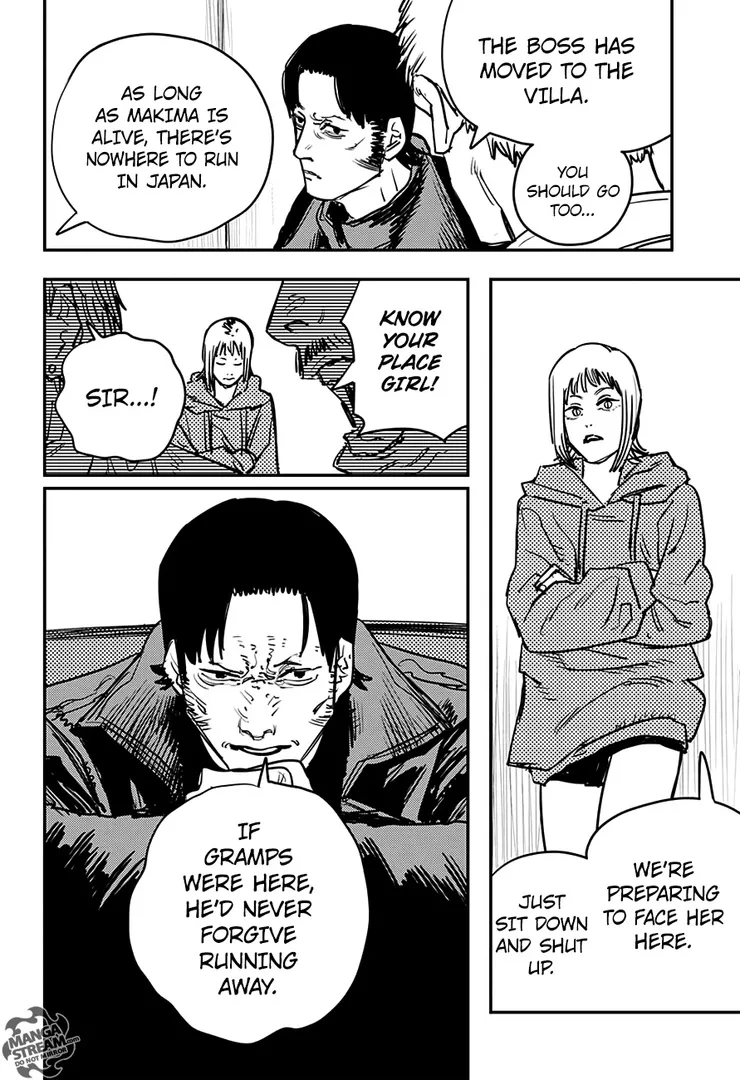 THE BOSS HAS
MOVED TO THE
VILLA.
YOU
SHOULD GO
TOO...
AS LONG
AS MAKIMA IS
ALIVE, THERE'S
NOWHERE TO RUN
IN JAPAN.
WE'RE
PREPARING
TO FACE HER
HERE.
JUST
SIT DOWN
AND SHUT
UP.
KNOW
YOUR
PLACE
GIRL!
SIR...!
IF
GRAMPS
WERE HERE,
HE'D NEVER
FORGIVE
RUNNING
AWAY.
MANGA
STREAM.com
DO NOT MIRROR